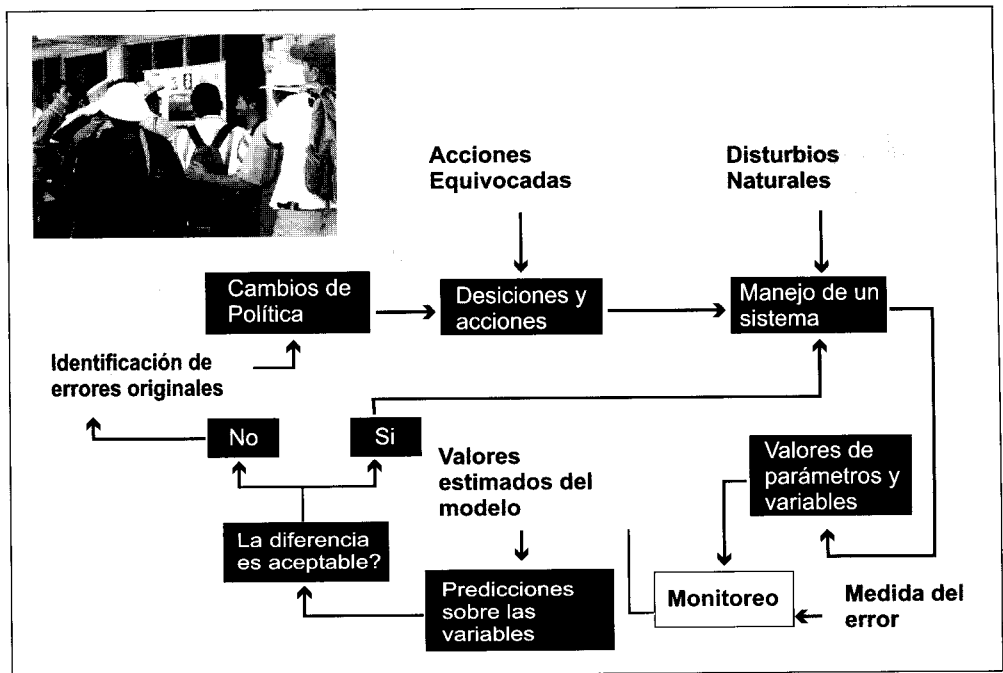 Acciones
Equivocadas
Disturbios
Naturales
Cambios de
Política
Desiciones y
acciones
Manejo de un
sistema
Identificación de
errores originales
No
Si
Valores
estimados del
modelo
Valores de
parámetros y
variables
La diferencia
es aceptable?
Predicciones
sobre las
variables
Monitoreo
Medida del
error